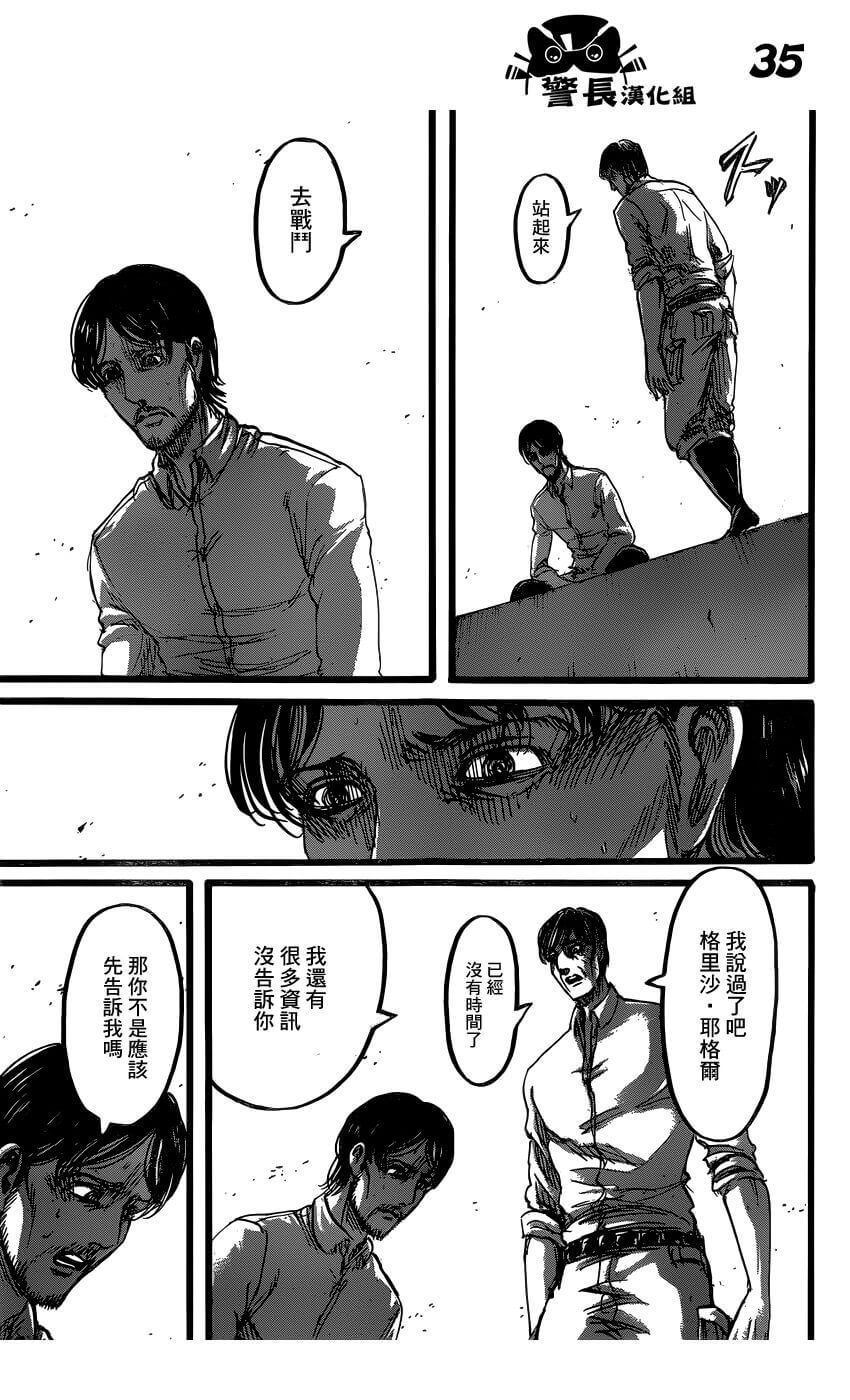 警長漢化組
35
站起來
ドッ
去戰鬥
我說過了吧
格里沙·耶格爾
已經
沒有時間了
我還有
很多資訊
沒告訴你
那你不是應該
先告訴我嗎